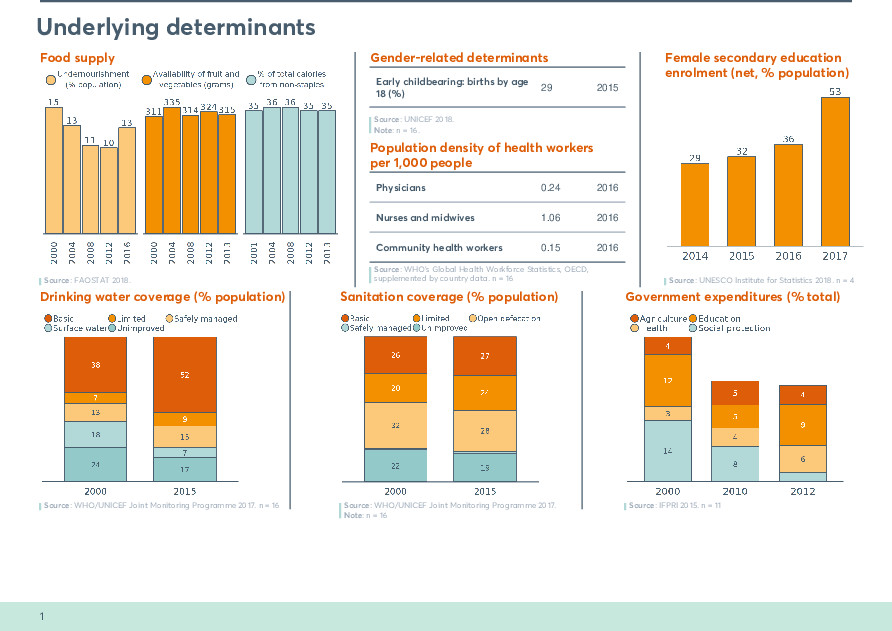 Underlying determinants
Food supply
Undernourishment
(% population)
Availability of fruit and
vegetables (grams)
% of total calories
from non-staples
15
13
11
10
13
311
335
314
324
315
35
36
36
35
35
2000
2004
2008
2012
2016
2000
2004
2008
2012
2013
2001
2004
2008
2012
2013
Source: FAOSTAT 2018.
Gender-related determinants
Early childbearing: births by age
18 (%)
29
2015
Source: UNICEF 2018.
Note: n = 16.
Population density of health workers
per 1,000 people
Physicians 0.24 2016
Nurses and midwives 1.06 2016
Community health workers 0.15 2016
Source: WHO's Global Health Workforce Statistics, OECD,
supplemented by country data. n = 16
Female secondary education
enrolment (net, % population)
29
32
36
53
2014 2015 2016 2017
Source: UNESCO Institute for Statistics 2018. n = 4
Drinking water coverage (% population)
Basic Limited Safely managed
Surface water Unimproved
38
7
13
18
24
52
9
15
7
17
2000 2015
Source: WHO/UNICEF Joint Monitoring Programme 2017. n = 16
Sanitation coverage (% population)
Basic Limited Open defecation
Safely managed Unimproved
26
20
32
22
27
24
28
19
2000 2015
Source: WHO/UNICEF Joint Monitoring Programme 2017.
Note: n = 16
Government expenditures (% total)
Agriculture Education
Health Social protection
4
12
3
14
5
5
4
8
4
9
6
2000 2010 2012
Source: IFPRI 2015. n = 11
1